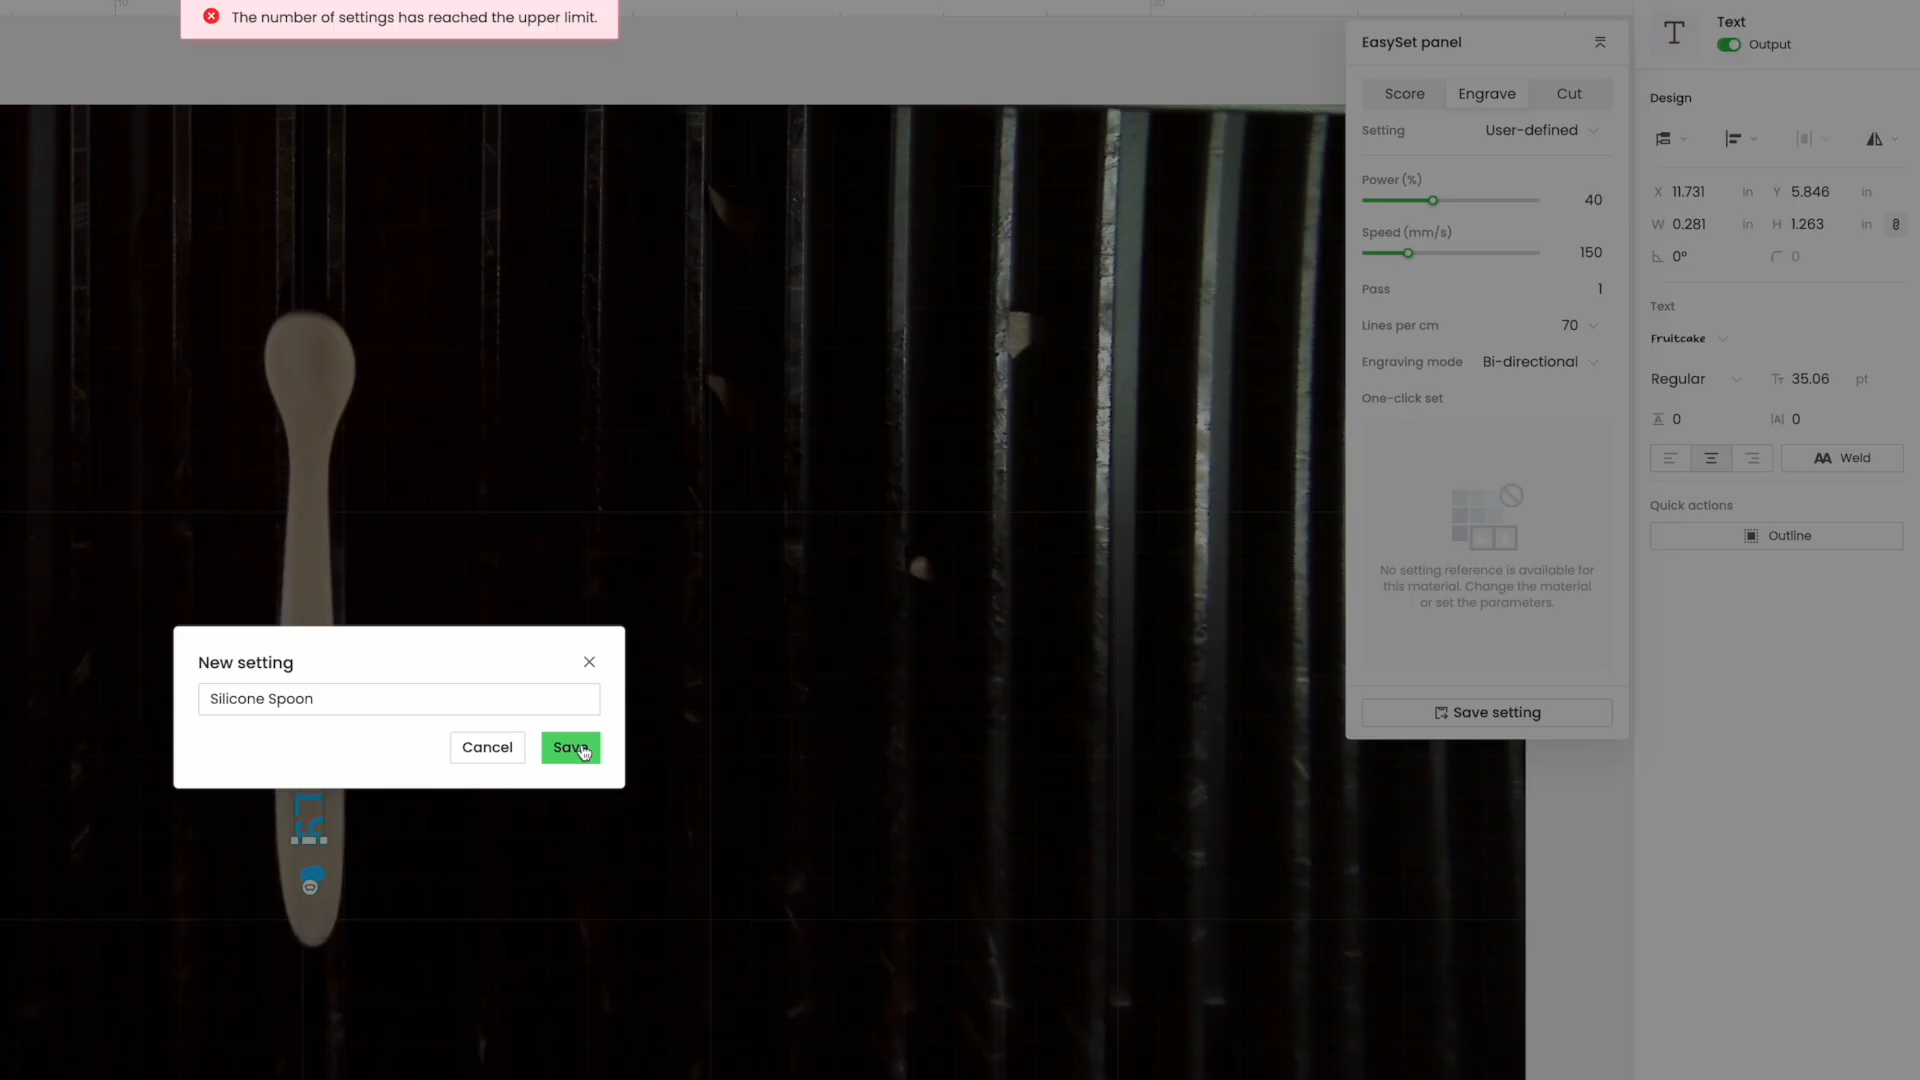 10
20
The number of settings has reached the upper limit.
EasySet panel
Score Engrave Cut
Setting User-defined
Power (%)
40
Speed (mm/s)
150
Pass 1
Lines per cm 70
Engraving mode Bi-directional
One-click set
No setting reference is available for
this material. Change the material
or set the parameters.
Save setting
Text
Output
Design
X 11.731 in Y 5.846 in
W 0.281 in H 1.263 in
0° 0
Text
Fruitcake
Regular TT 35.06 pt
A 0 |A| 0
AA Weld
Quick actions
Outline
New setting
Silicone Spoon
Cancel Save